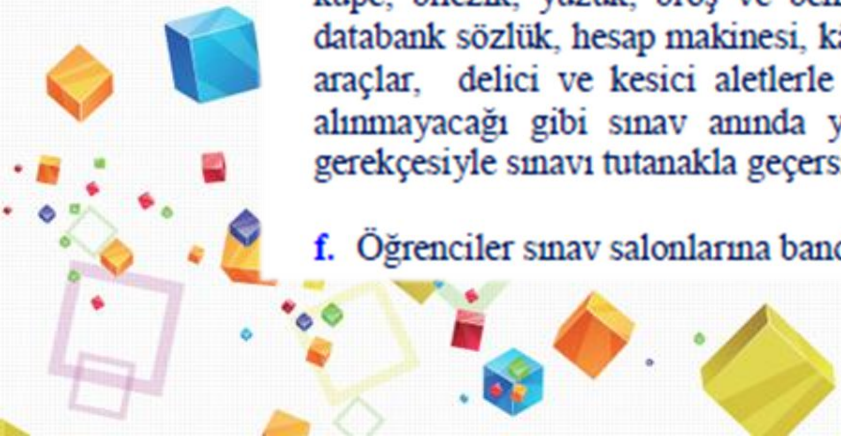 databank sözlük, hesap makinesi, k
araçlar, delici ve kesici aletlerle
alınmayacağı gibi sınav anında y
gerekçesiyle sınavı tutanakla geçers
f. Öğrenciler sınav salonlarına band